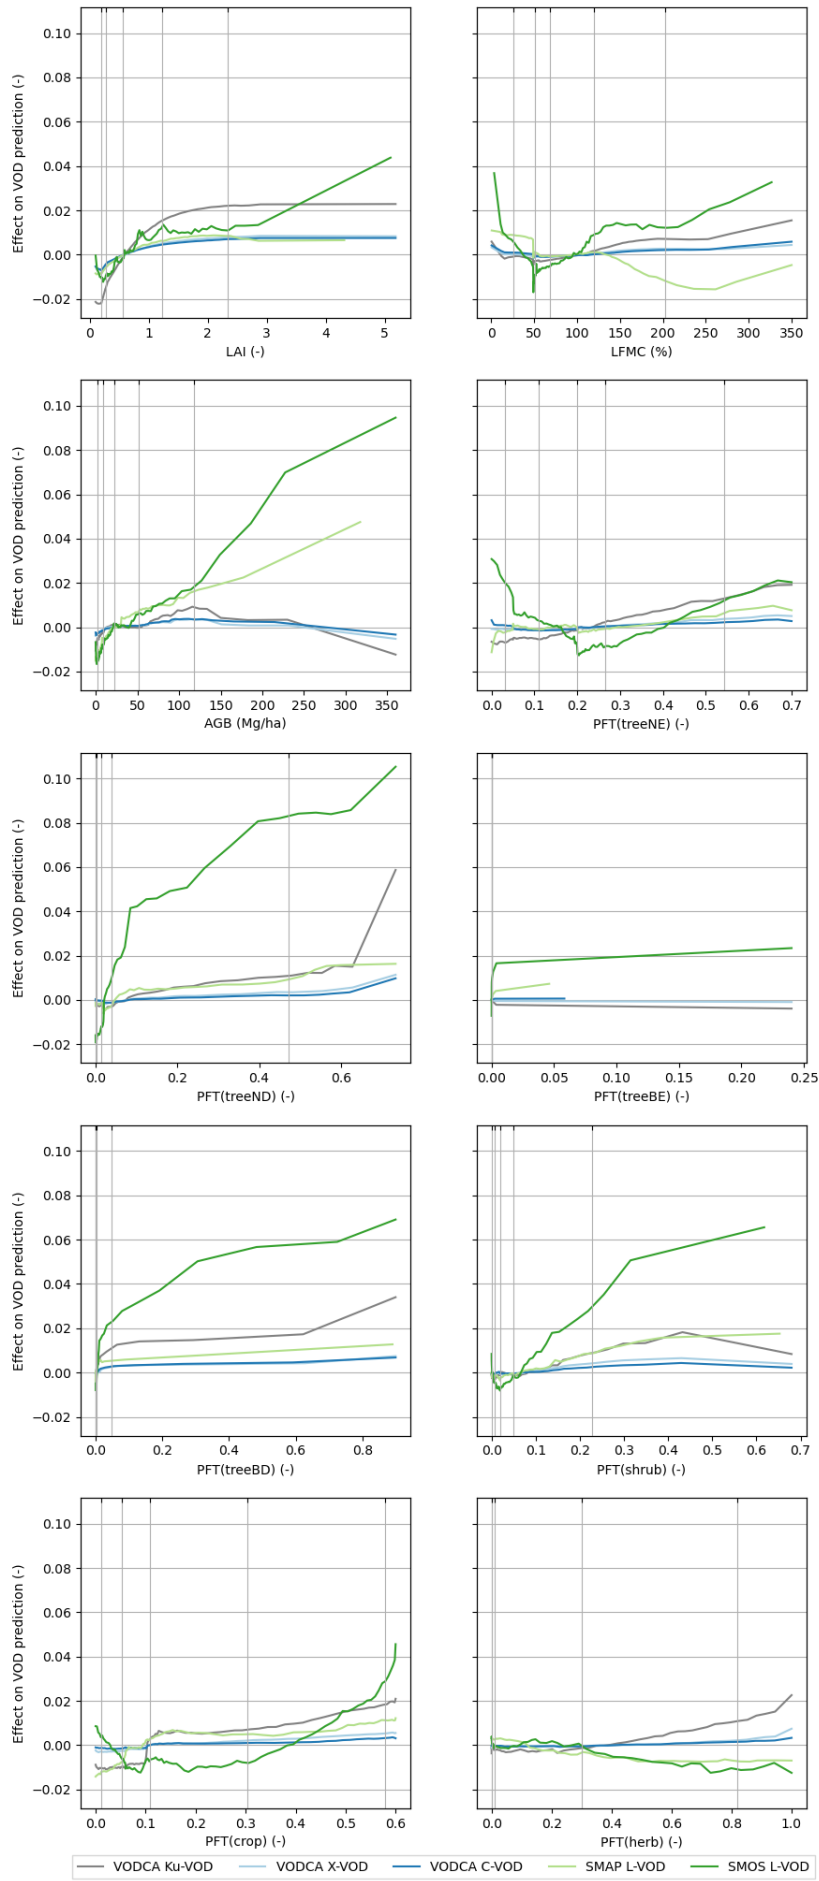 0.10
0.08
0.06
0.04
0.02
0.00
−0.02
Effect on VOD prediction (-)
0 1 2 3 4 5
LAI (-)
0 50 100 150 200 250 300 350
LFMC (%)
0.10
0.08
0.06
0.04
0.02
0.00
−0.02
Effect on VOD prediction (-)
0 50 100 150 200 250 300 350
AGB (Mg/ha)
0.0 0.1 0.2 0.3 0.4 0.5 0.6 0.7
PFT(treeNE) (-)
0.10
0.08
0.06
0.04
0.02
0.00
−0.02
Effect on VOD prediction (-)
0.0 0.2 0.4 0.6
PFT(treeND) (-)
0.00 0.05 0.10 0.15 0.20 0.25
PFT(treeBE) (-)
0.10
0.08
0.06
0.04
0.02
0.00
−0.02
Effect on VOD prediction (-)
0.0 0.2 0.4 0.6 0.8
PFT(treeBD) (-)
0.0 0.1 0.2 0.3 0.4 0.5 0.6 0.7
PFT(shrub) (-)
0.10
0.08
0.06
0.04
0.02
0.00
−0.02
Effect on VOD prediction (-)
0.0 0.1 0.2 0.3 0.4 0.5 0.6
PFT(crop) (-)
0.0 0.2 0.4 0.6 0.8 1.0
PFT(herb) (-)
VODCA Ku-VOD VODCA X-VOD VODCA C-VOD SMAP L-VOD SMOS L-VOD